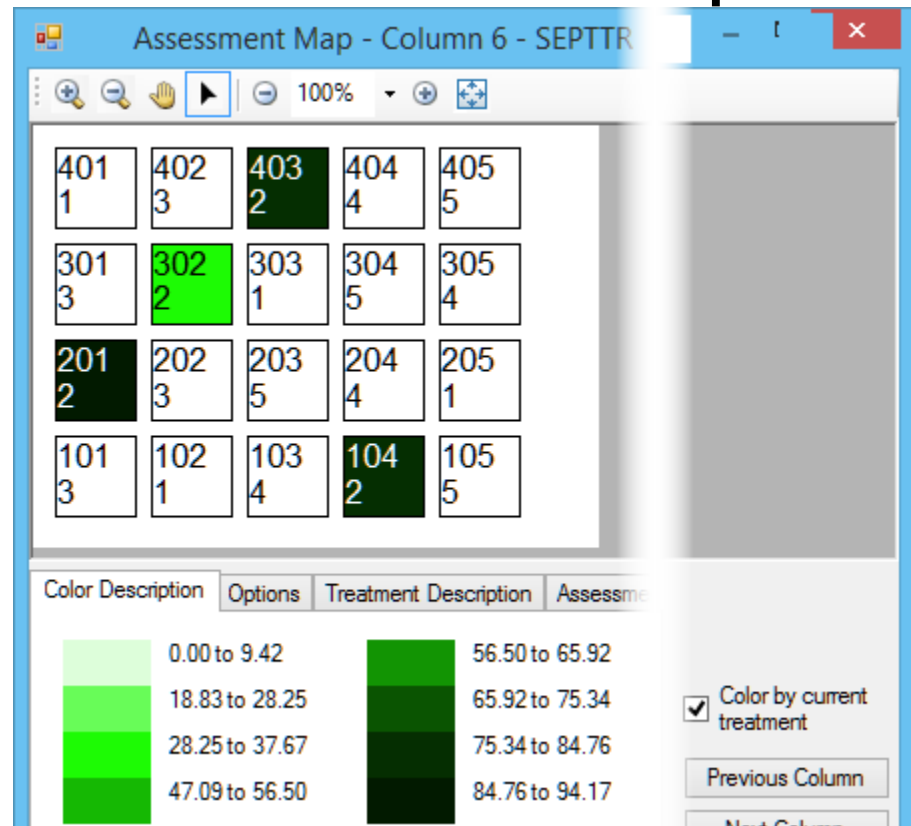 Assessment Map - Column 6 - SEPTTR
100%
401 402 403 404 405
1 3 2 4 5
301 302 303 304 305
3 2 1 5 4
201 202 203 204 205
2 3 5 4 1
101 102 103 104 105
3 1 4 2 5
Color Description Options Treatment Description Assessme
0.00 to 9.42 56.50 to 65.92
18.83 to 28.25 65.92 to 75.34
28.25 to 37.67 75.34 to 84.76
47.09 to 56.50 84.76 to 94.17
Color by current
treatment
Previous Column
Next Column